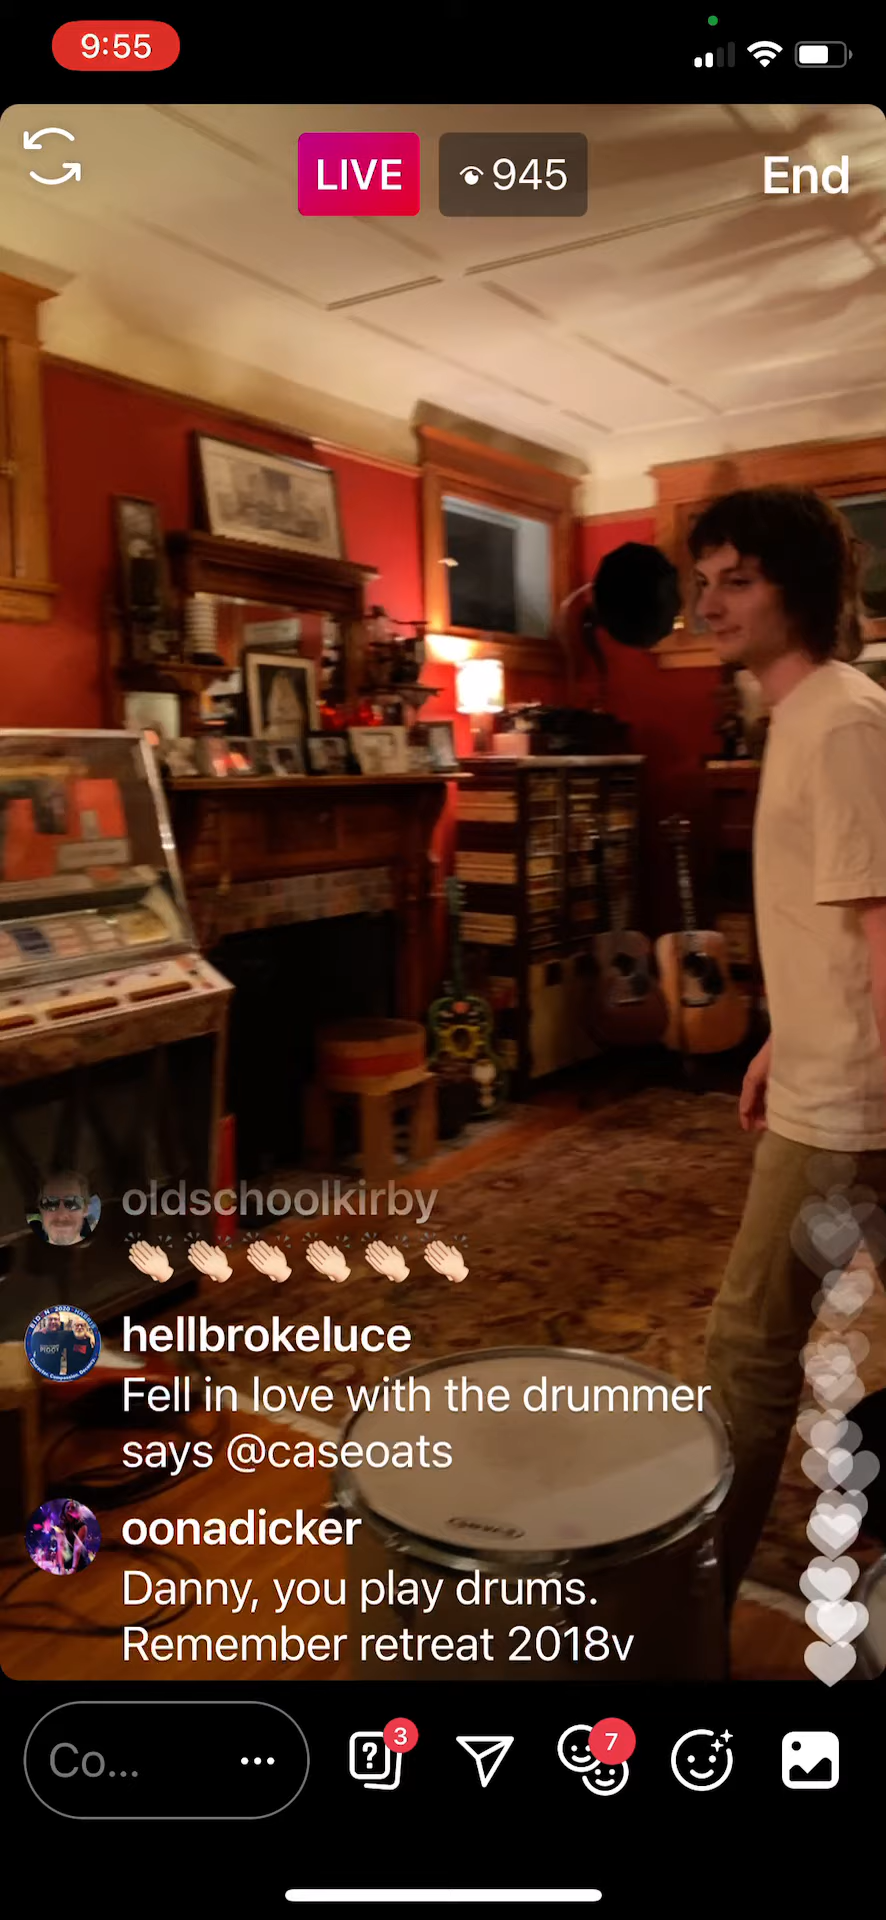 9:55
LIVE
945
End
oldschoolkirby
👏🏻👏🏻👏🏻👏🏻👏🏻👏🏻
hellbrokeluce
Fell in love with the drummer
says @caseoats
oonadicker
Danny, you play drums.
Remember retreat 2018v
Co...
3
7